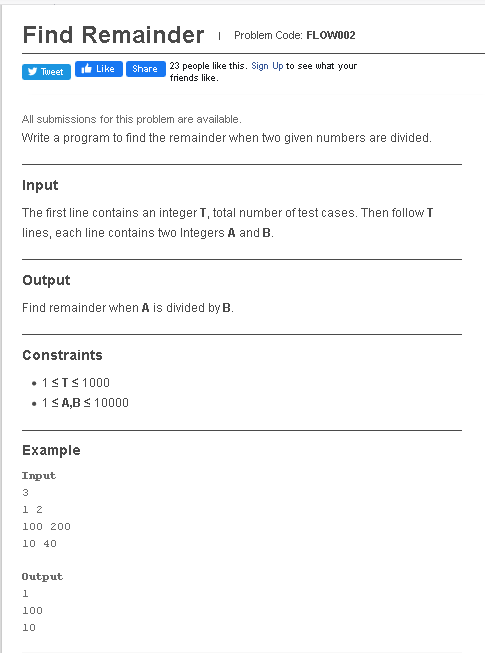 Find Remainder | Problem Code: FLOW002
Tweet Like Share 23 people like this. Sign Up to see what your
friends like.
All submissions for this problem are available.
Write a program to find the remainder when two given numbers are divided.
Input
The first line contains an integer T, total number of test cases. Then follow T
lines, each line contains two Integers A and B.
Output
Find remainder when A is divided by B.
Constraints
• 1 ≤ T ≤ 1000
• 1 ≤ A,B ≤ 10000
Example
Input
3
1 2
100 200
10 40
Output
1
100
10